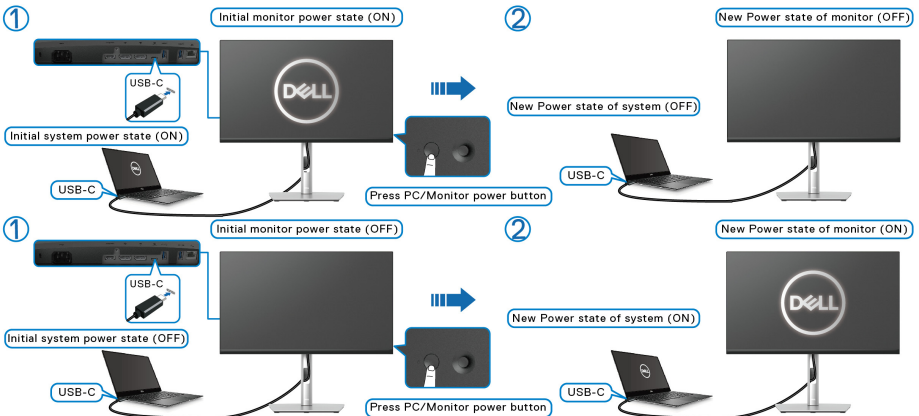 1
Initial monitor power state (ON)
2
New Power state of monitor (OFF)
USB-C
DELL
New Power state of system (OFF)
Initial system power state (ON)
DELL
USB-C
USB-C
Press PC/Monitor power button
1
Initial monitor power state (OFF)
2
New Power state of monitor (ON)
USB-C
DELL
New Power state of system (ON)
Initial system power state (OFF)
DELL
USB-C
USB-C
Press PC/Monitor power button